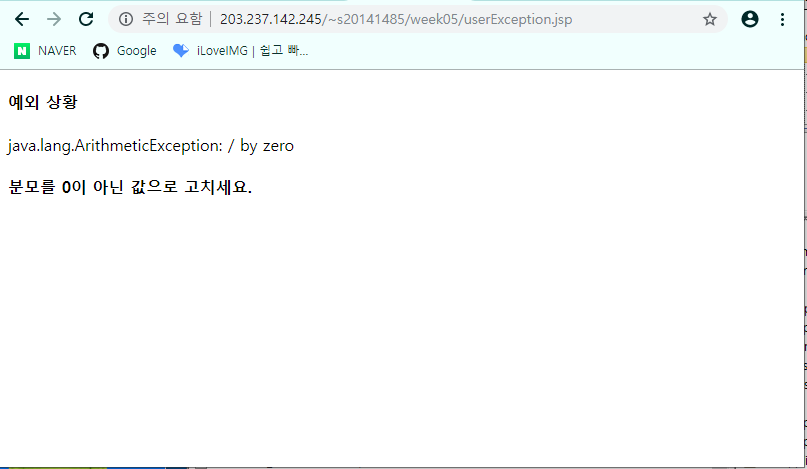 주의 요함 | 203.237.142.245/~s20141485/week05/userException.jsp
NAVER Google iLoveIMG | 쉽고 빠...
예외 상황
java.lang.ArithmeticException: / by zero
분모를 0이 아닌 값으로 고치세요.